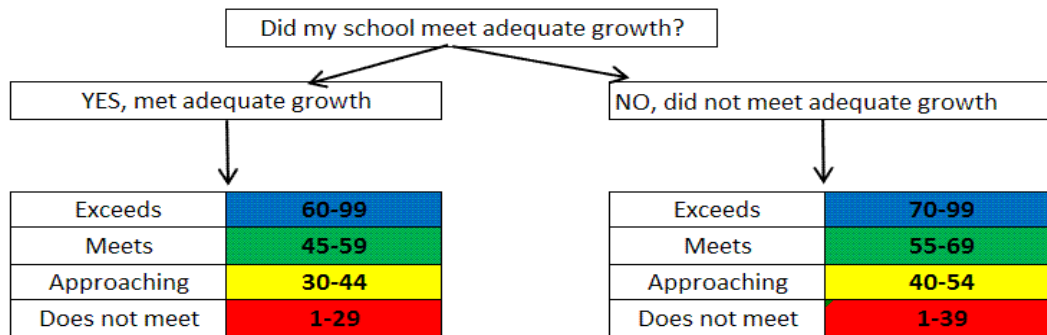 Did my school meet adequate growth?
YES, met adequate growth
NO, did not meet adequate growth
Exceeds 60-99
Meets 45-59
Approaching 30-44
Does not meet 1-29
Exceeds 70-99
Meets 55-69
Approaching 40-54
Does not meet 1-39